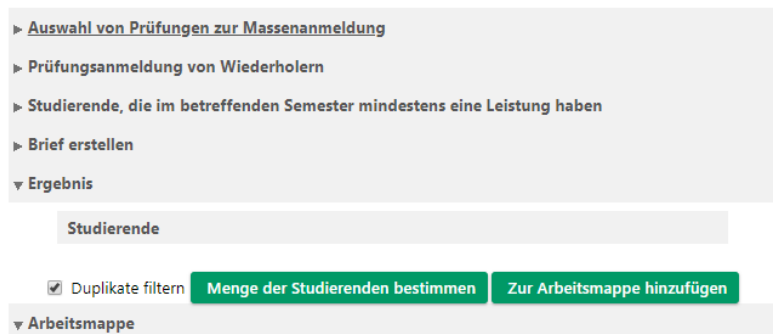 Auswahl von Prüfungen zur Massenanmeldung
Prüfungsanmeldung von Wiederholern
Studierende, die im betreffenden Semester mindestens eine Leistung haben
Brief erstellen
Ergebnis
Studierende
Duplikate filtern Menge der Studierenden bestimmen Zur Arbeitsmappe hinzufügen
Arbeitsmappe